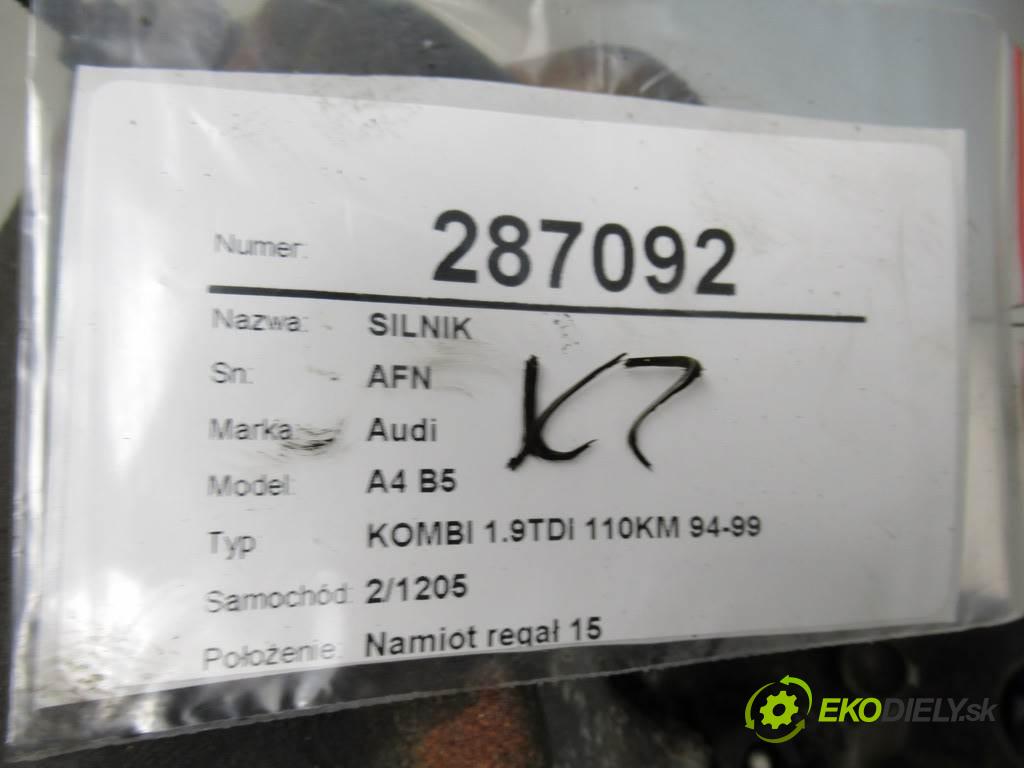 Numer: 287092
Nazwa: SILNIK
Sn: AFN
K7
Marka: Audi
Model: A4 B5
Typ KOMBI 1.9TDI 110KM 94-99
Samochód: 2/1205
Położenie: Namiot regał 15
EKODIELY.sk